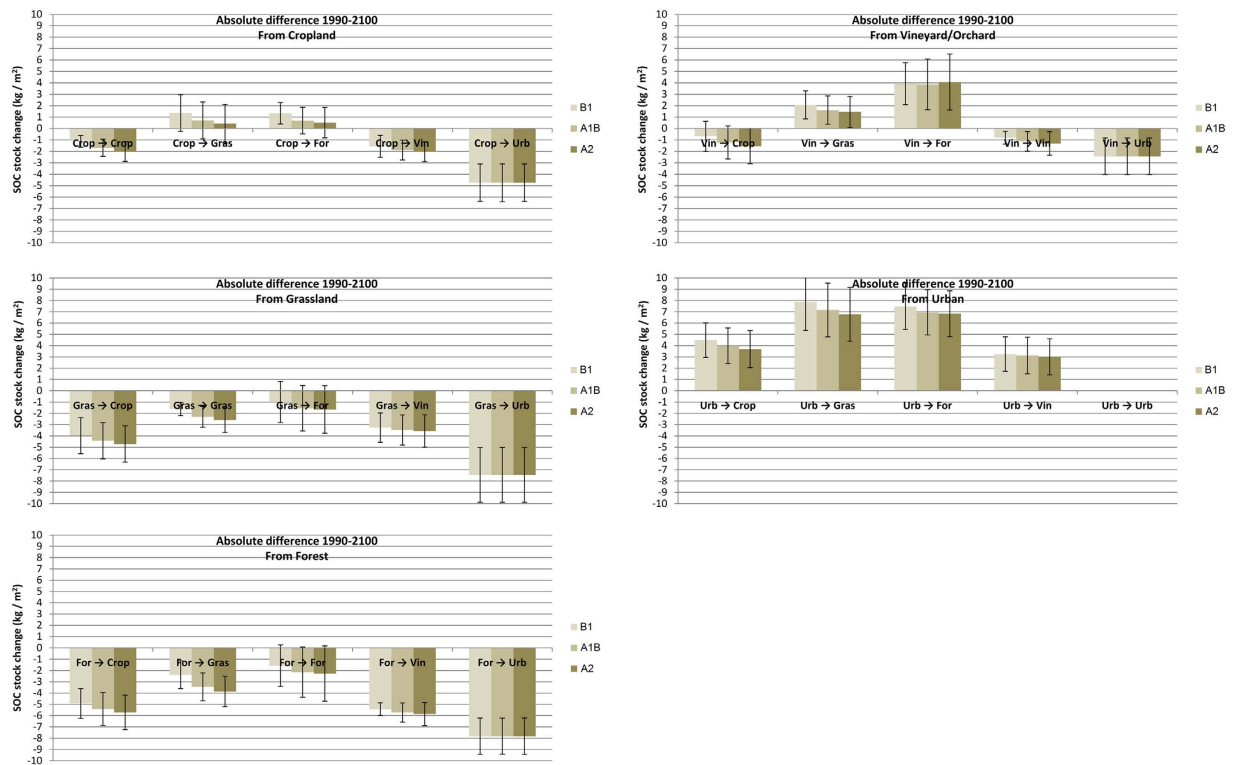 Absolute difference 1990-2100
From Cropland
SOC stock change (kg / m²)
10
9
8
7
6
5
4
3
2
1
0
-1
-2
-3
-4
-5
-6
-7
-8
-9
-10
Crop → Crop
Crop → Gras
Crop → For
Crop → Vin
Crop → Urb
B1
A1B
A2
Absolute difference 1990-2100
From Vineyard/Orchard
SOC stock change (kg / m²)
10
9
8
7
6
5
4
3
2
1
0
-1
-2
-3
-4
-5
-6
-7
-8
-9
-10
Vin → Crop
Vin → Gras
Vin → For
Vin → Vin
Vin → Urb
B1
A1B
A2
Absolute difference 1990-2100
From Grassland
SOC stock change (kg / m²)
10
9
8
7
6
5
4
3
2
1
0
-1
-2
-3
-4
-5
-6
-7
-8
-9
-10
Gras → Crop
Gras → Gras
Gras → For
Gras → Vin
Gras → Urb
B1
A1B
A2
Absolute difference 1990-2100
From Urban
SOC stock change (kg / m²)
10
9
8
7
6
5
4
3
2
1
0
-1
-2
-3
-4
-5
-6
-7
-8
-9
-10
Urb → Crop
Urb → Gras
Urb → For
Urb → Vin
Urb → Urb
B1
A1B
A2
Absolute difference 1990-2100
From Forest
SOC stock change (kg / m²)
10
9
8
7
6
5
4
3
2
1
0
-1
-2
-3
-4
-5
-6
-7
-8
-9
-10
For → Crop
For → Gras
For → For
For → Vin
For → Urb
B1
A1B
A2